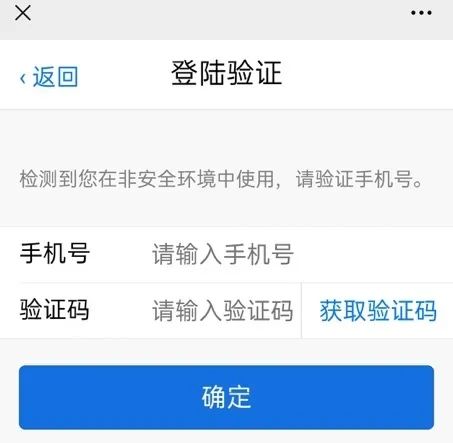 ‹ 返回
登陆验证
检测到您在非安全环境中使用，请验证手机号。
手机号 请输入手机号
验证码 请输入验证码 获取验证码
确定